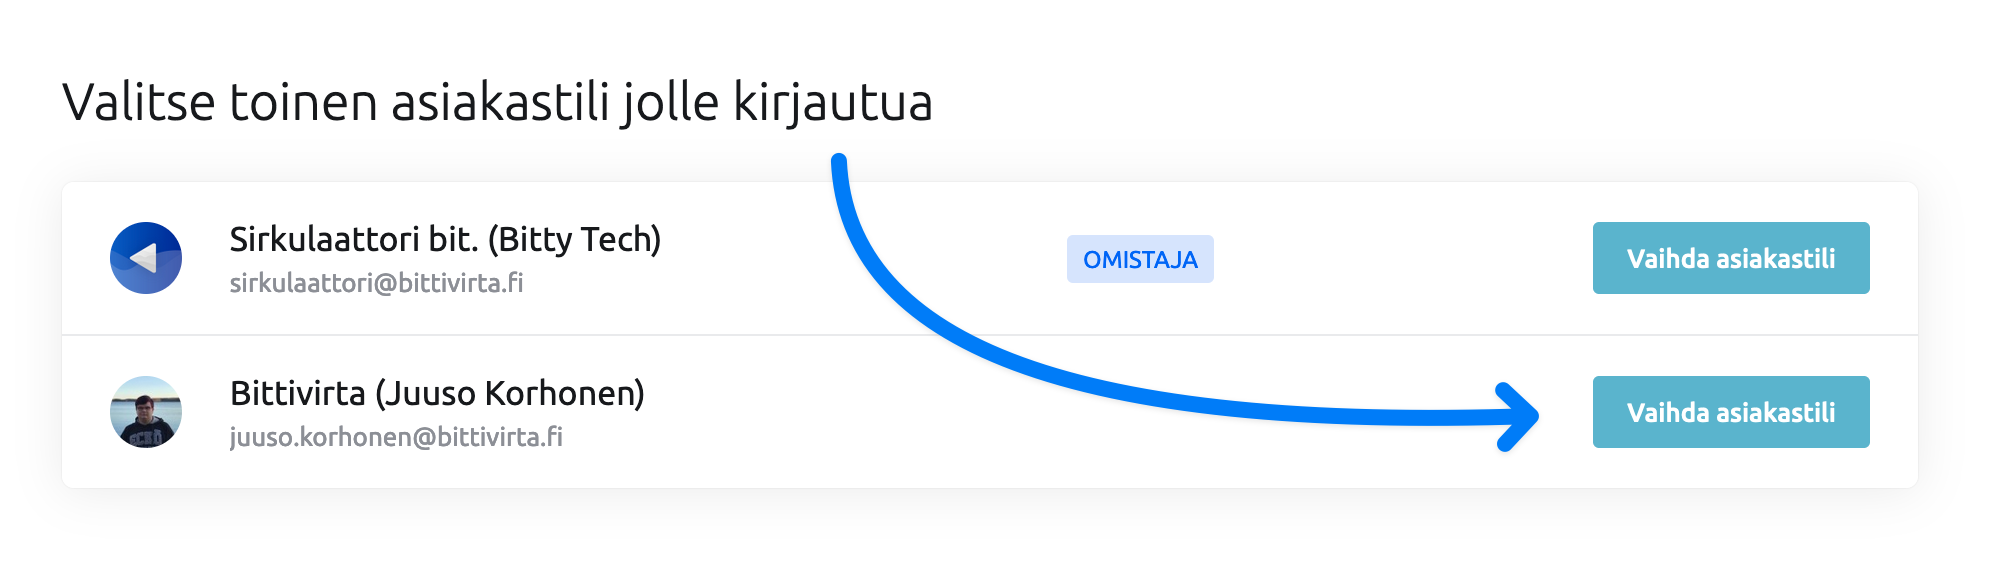 Valitse toinen asiakastili jolle kirjautua
Sirkulaattori bit. (Bitty Tech)
sirkulaattori@bittivirta.fi
OMISTAJA
Vaihda asiakastili
Bittivirta (Juuso Korhonen)
juuso.korhonen@bittivirta.fi
Vaihda asiakastili